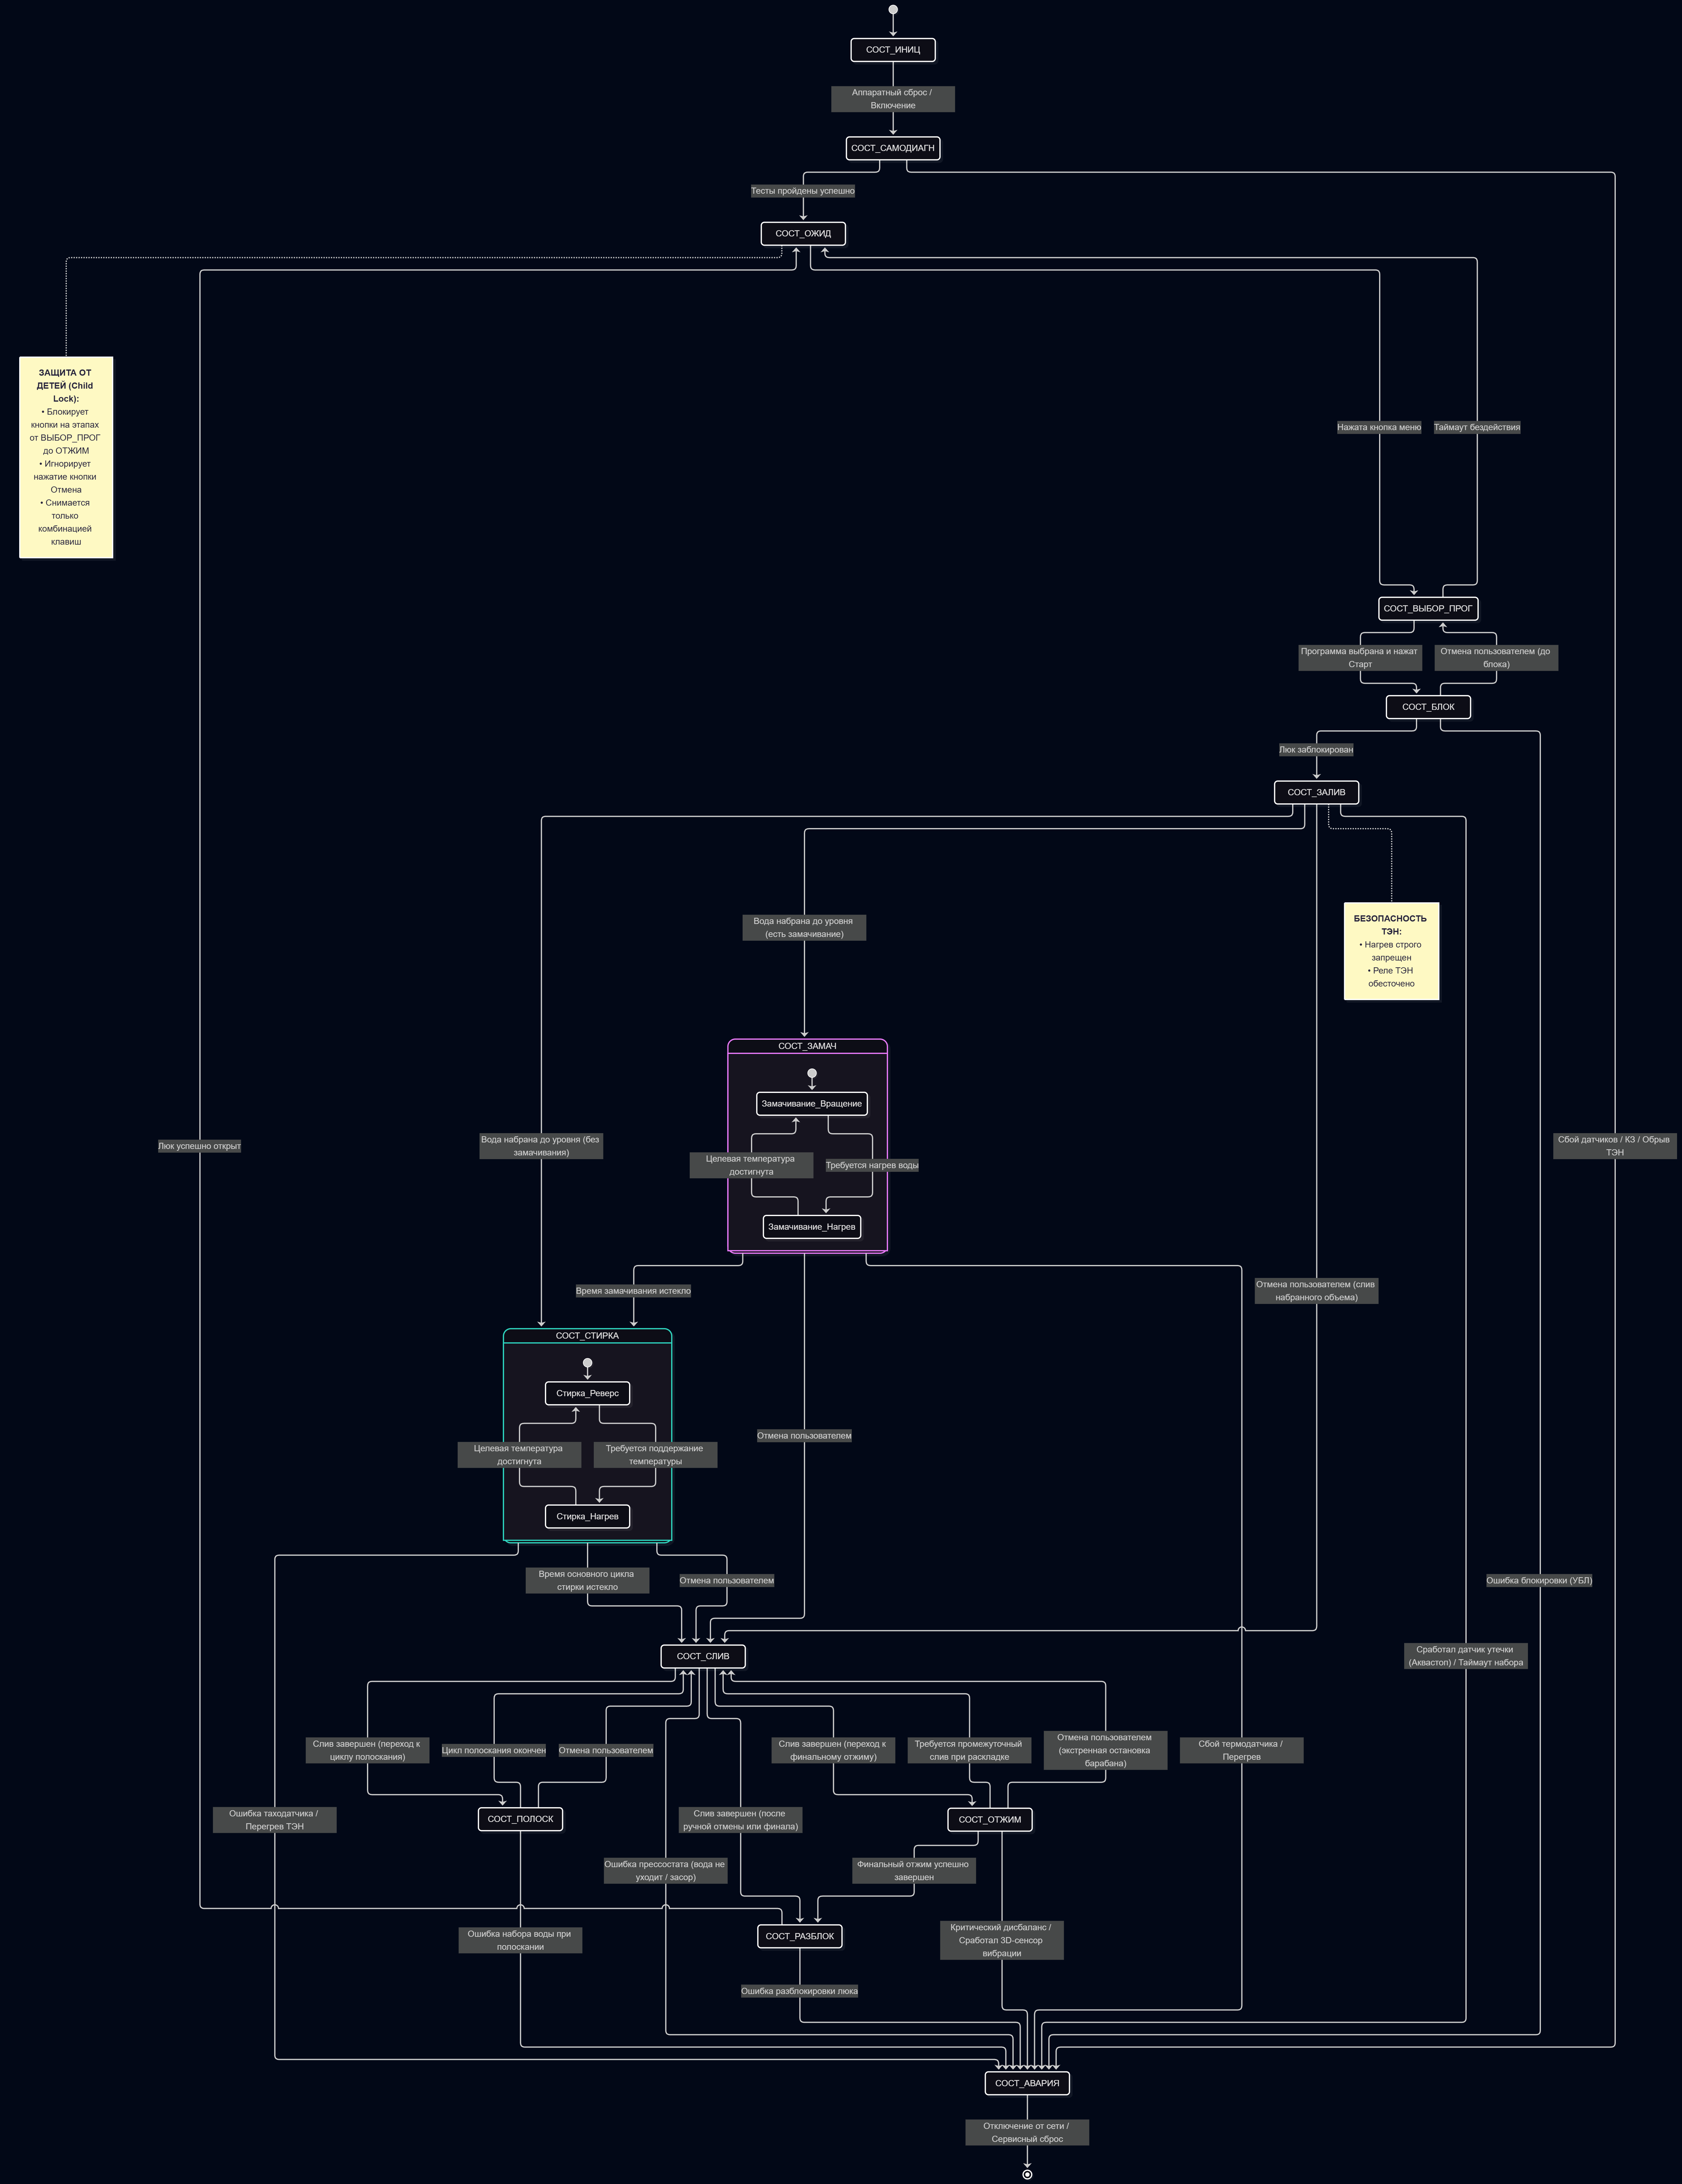 СОСТ_ИНИЦ
Аппаратный сброс /
Включение
СОСТ_САМОДИАГН
Тесты пройдены успешно
СОСТ_ОЖИД
ЗАЩИТА ОТ
ДЕТЕЙ (Child
Lock):
• Блокирует
кнопки на этапах
от ВЫБОР_ПРОГ
до ОТЖИМ
• Игнорирует
нажатие кнопки
Отмена
• Снимается
только
комбинацией
клавиш
Нажата кнопка меню
Таймаут бездействия
СОСТ_ВЫБОР_ПРОГ
Программа выбрана и нажат
Старт
Отмена пользователем (до
блока)
СОСТ_БЛОК
Люк заблокирован
СОСТ_ЗАЛИВ
Вода набрана до уровня
(есть замачивание)
БЕЗОПАСНОСТЬ
ТЭН:
• Нагрев строго
запрещен
• Реле ТЭН
обесточено
СОСТ_ЗАМАЧ
Замачивание_Вращение
Люк успешно открыт
Вода набрана до уровня (без
замачивания)
Целевая температура
достигнута
Требуется нагрев воды
Сбой датчиков / КЗ / Обрыв
ТЭН
Замачивание_Нагрев
Время замачивания истекло
Отмена пользователем (слив
набранного объема)
СОСТ_СТИРКА
Стирка_Реверс
Отмена пользователем
Целевая температура
достигнута
Требуется поддержание
температуры
Стирка_Нагрев
Время основного цикла
стирки истекло
Отмена пользователем
Ошибка блокировки (УБЛ)
СОСТ_СЛИВ
Сработал датчик утечки
(Аквастоп) / Таймаут набора
Слив завершен (переход к
циклу полоскания)
Цикл полоскания окончен
Отмена пользователем
Слив завершен (переход к
финальному отжиму)
Требуется промежуточный
слив при раскладке
Отмена пользователем
(экстренная остановка
барабана)
Сбой термодатчика /
Перегрев
Ошибка таходатчика /
Перегрев ТЭН
СОСТ_ПОЛОСК
Слив завершен (после
ручной отмены или финала)
СОСТ_ОТЖИМ
Ошибка прессостата (вода не
уходит / засор)
Финальный отжим успешно
завершен
Ошибка набора воды при
полоскании
СОСТ_РАЗБЛОК
Критический дисбаланс /
Сработал 3D-сенсор
вибрации
Ошибка разблокировки люка
СОСТ_АВАРИЯ
Отключение от сети /
Сервисный сброс